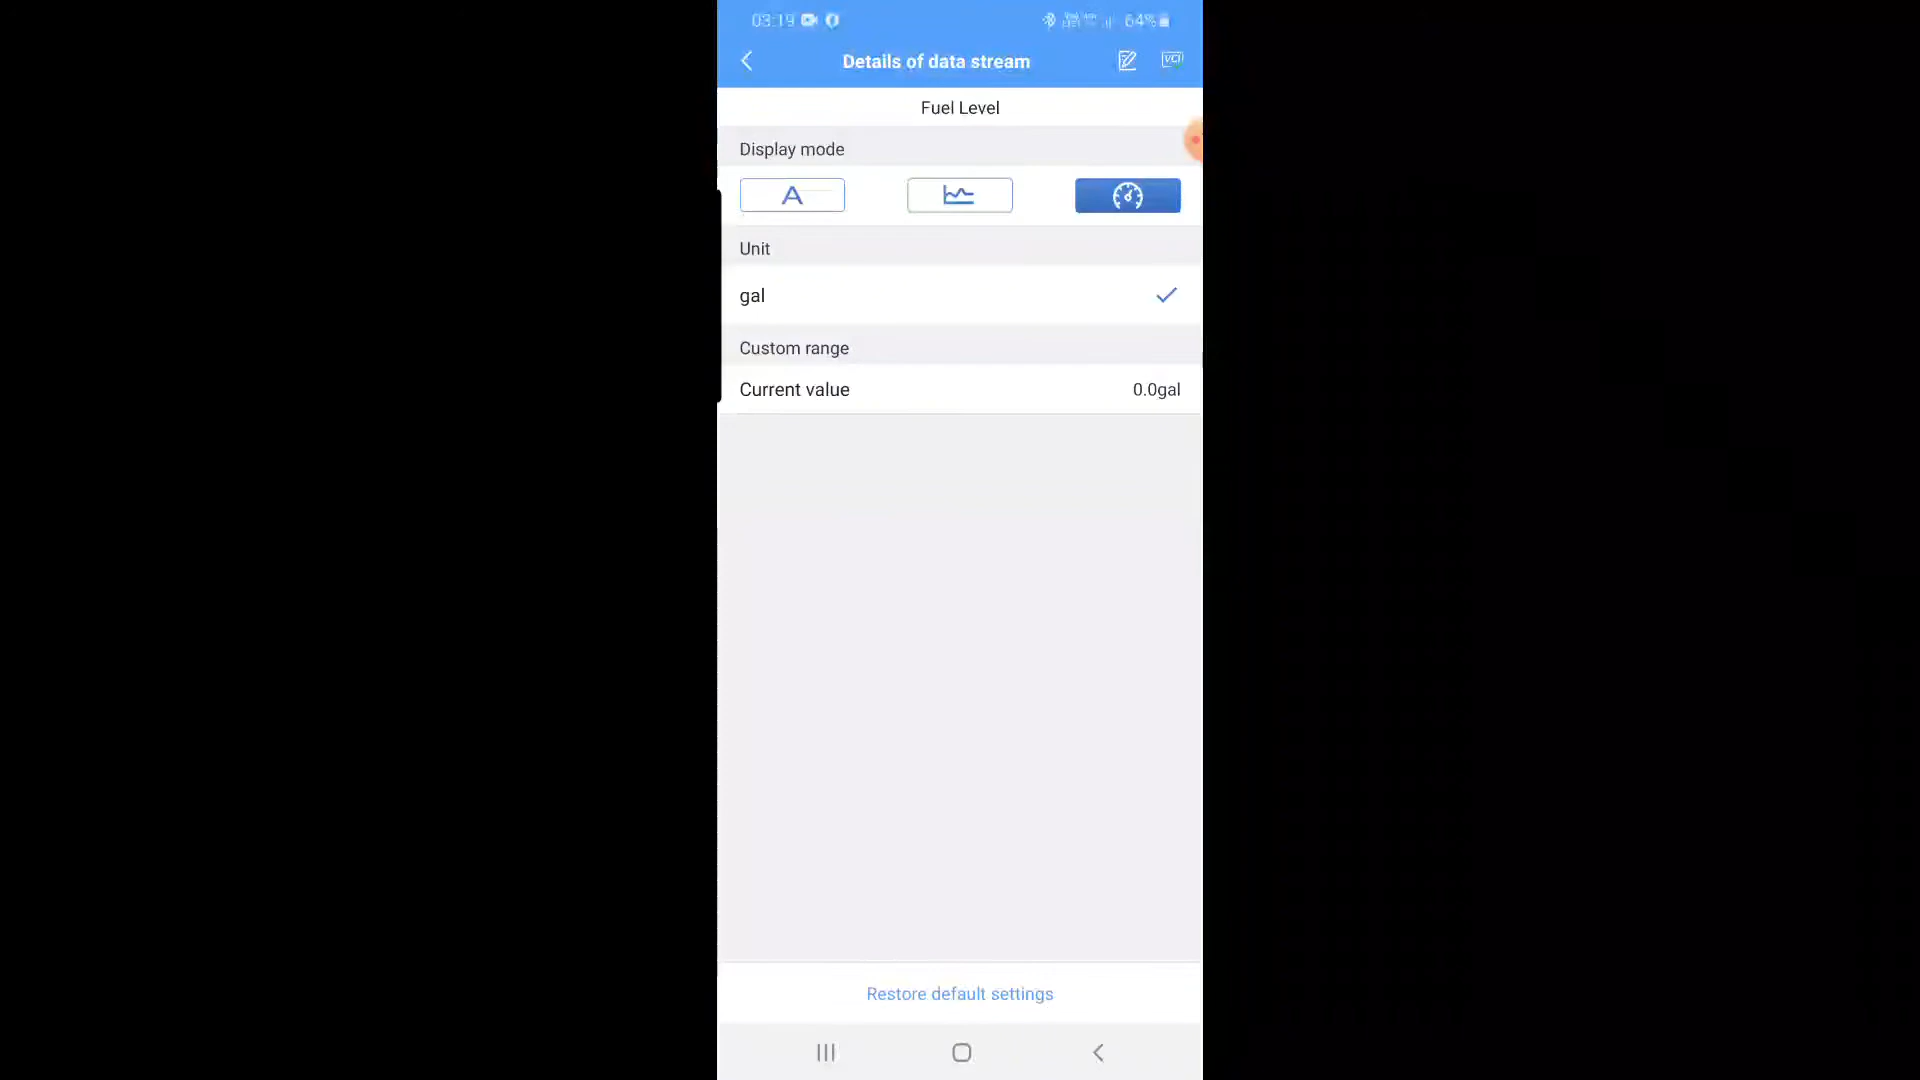 03:19 64%
Details of data stream VCI
Fuel Level
Display mode
A
Unit
gal
Custom range
Current value 0.0gal
Restore default settings